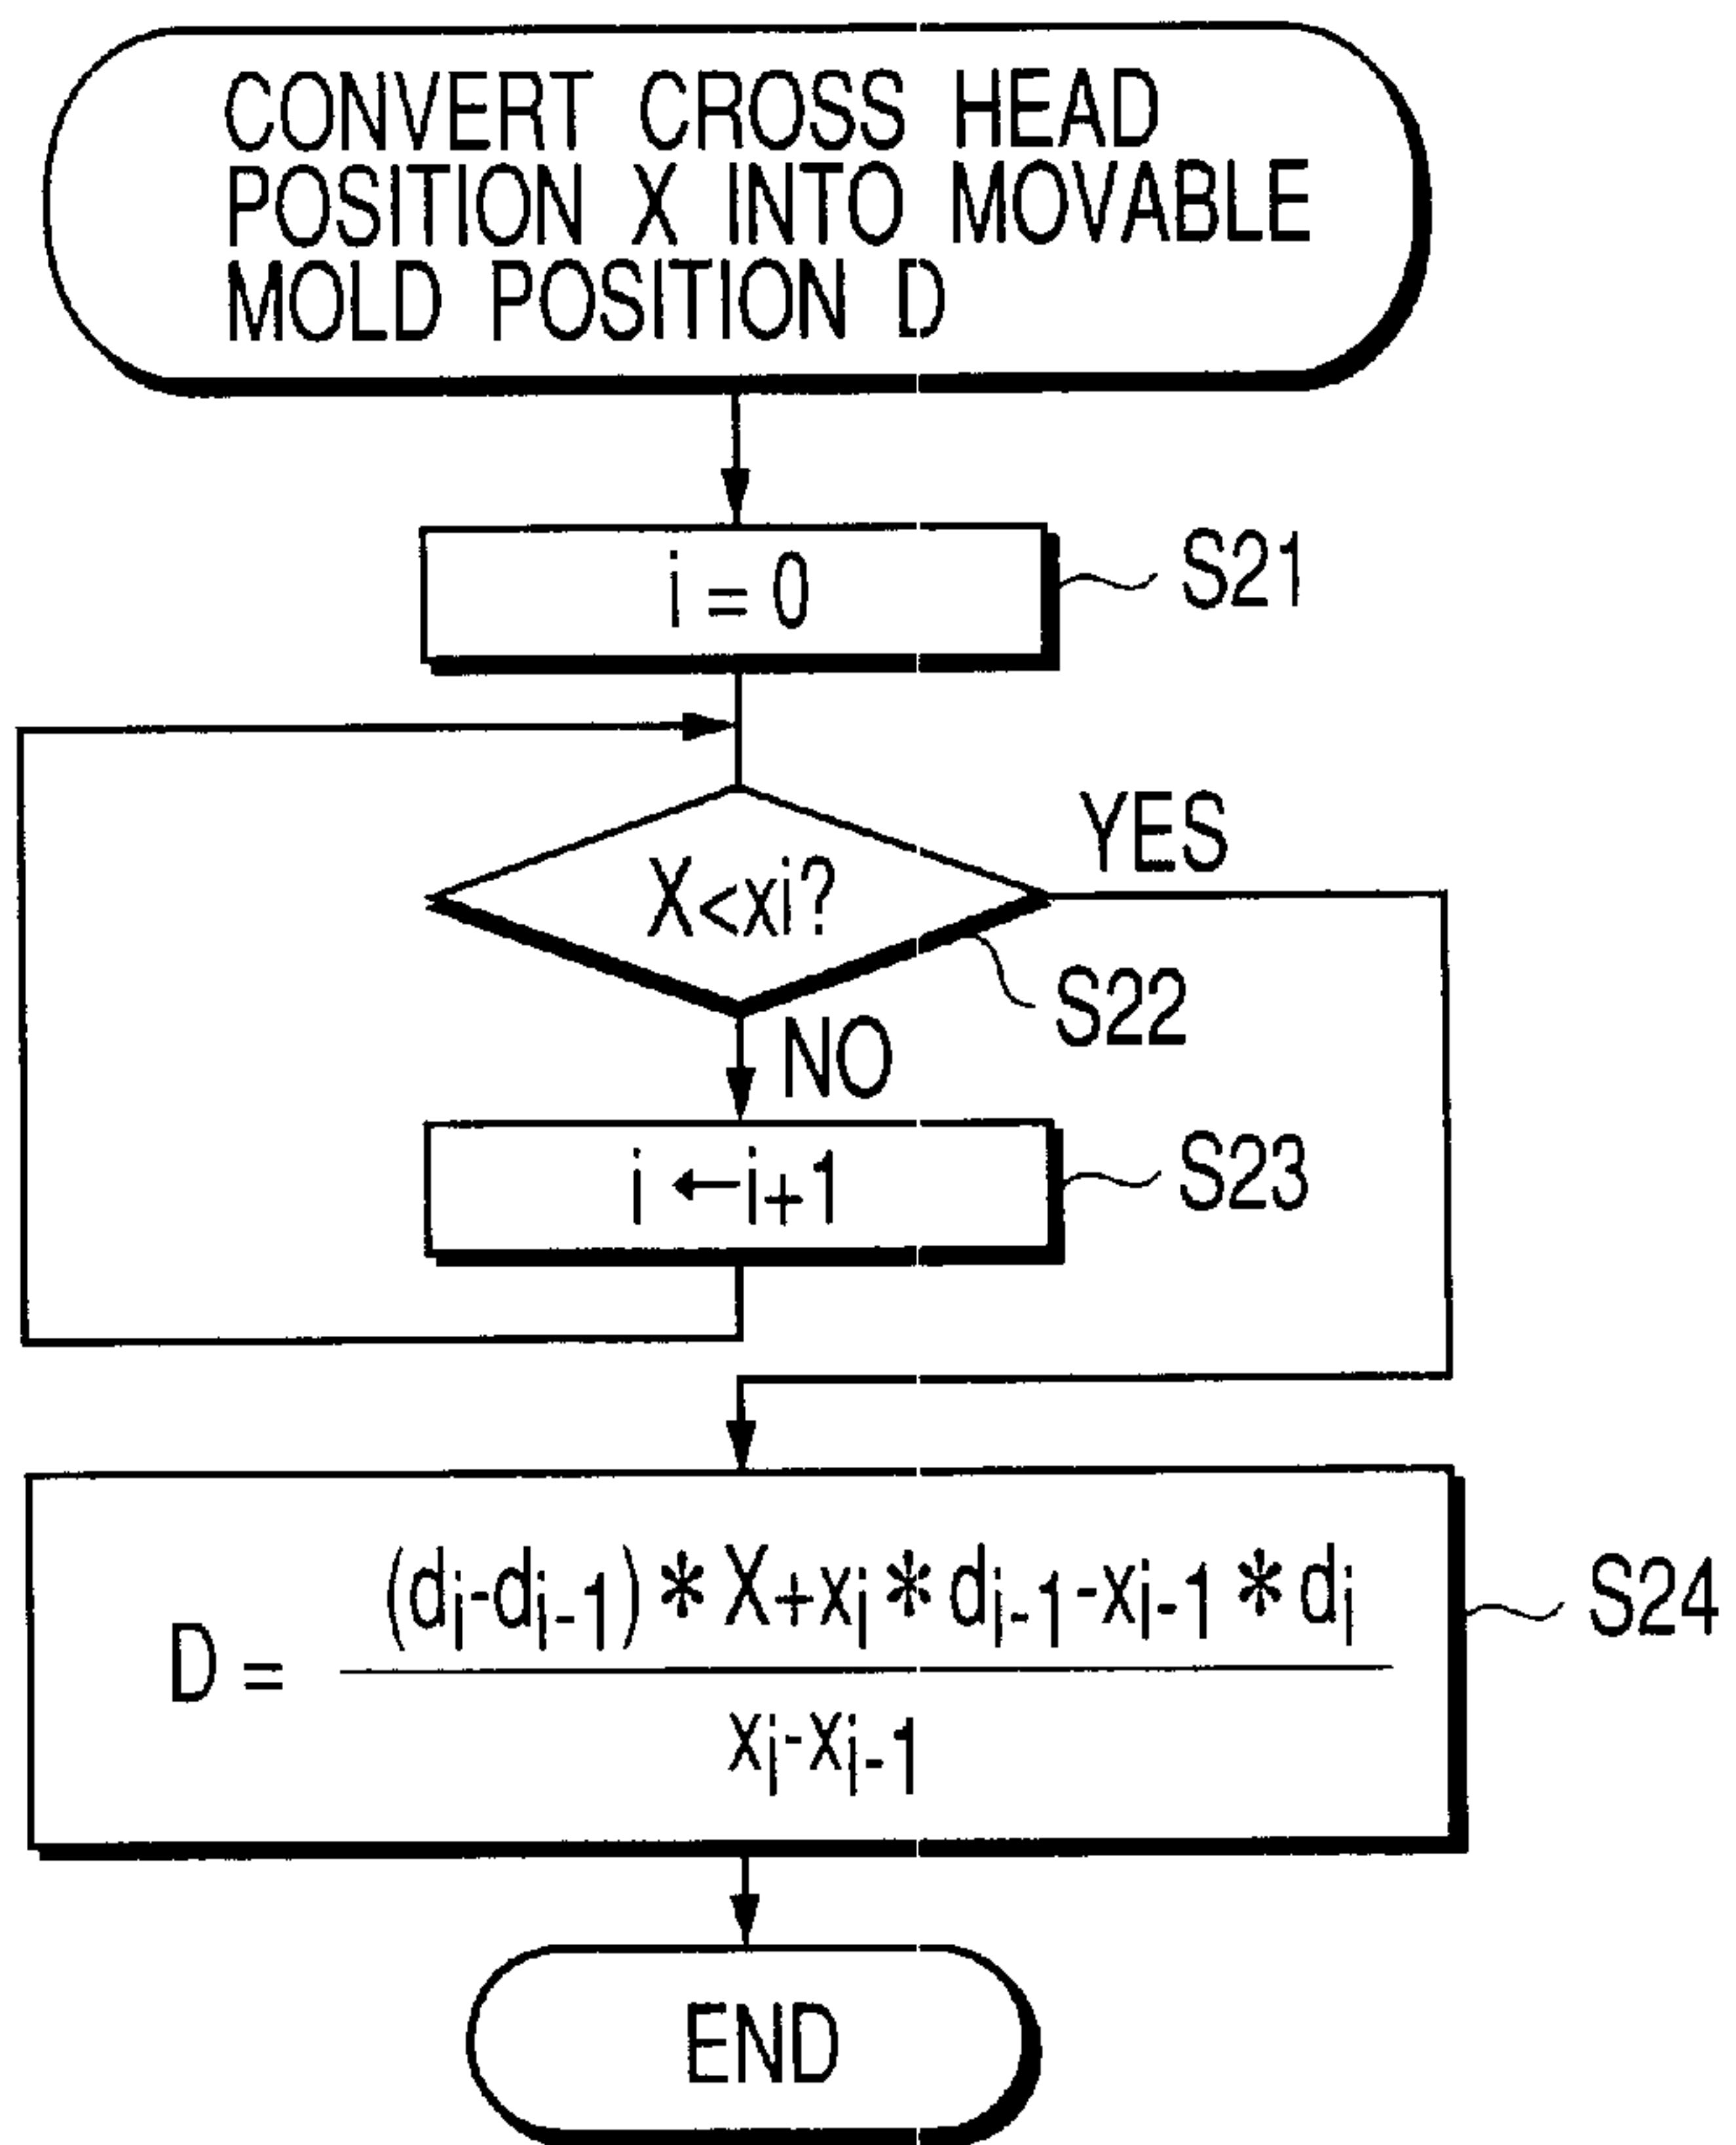 CONVERT CROSS HEAD
POSITION X INTO MOVABLE
MOLD POSITION D
i = 0
S21
X<xi?
YES
S22
NO
i ←i+1
S23
D = (di-di-1)*X+xi*di-1-xi-1*di
xi-xi-1
S24
END